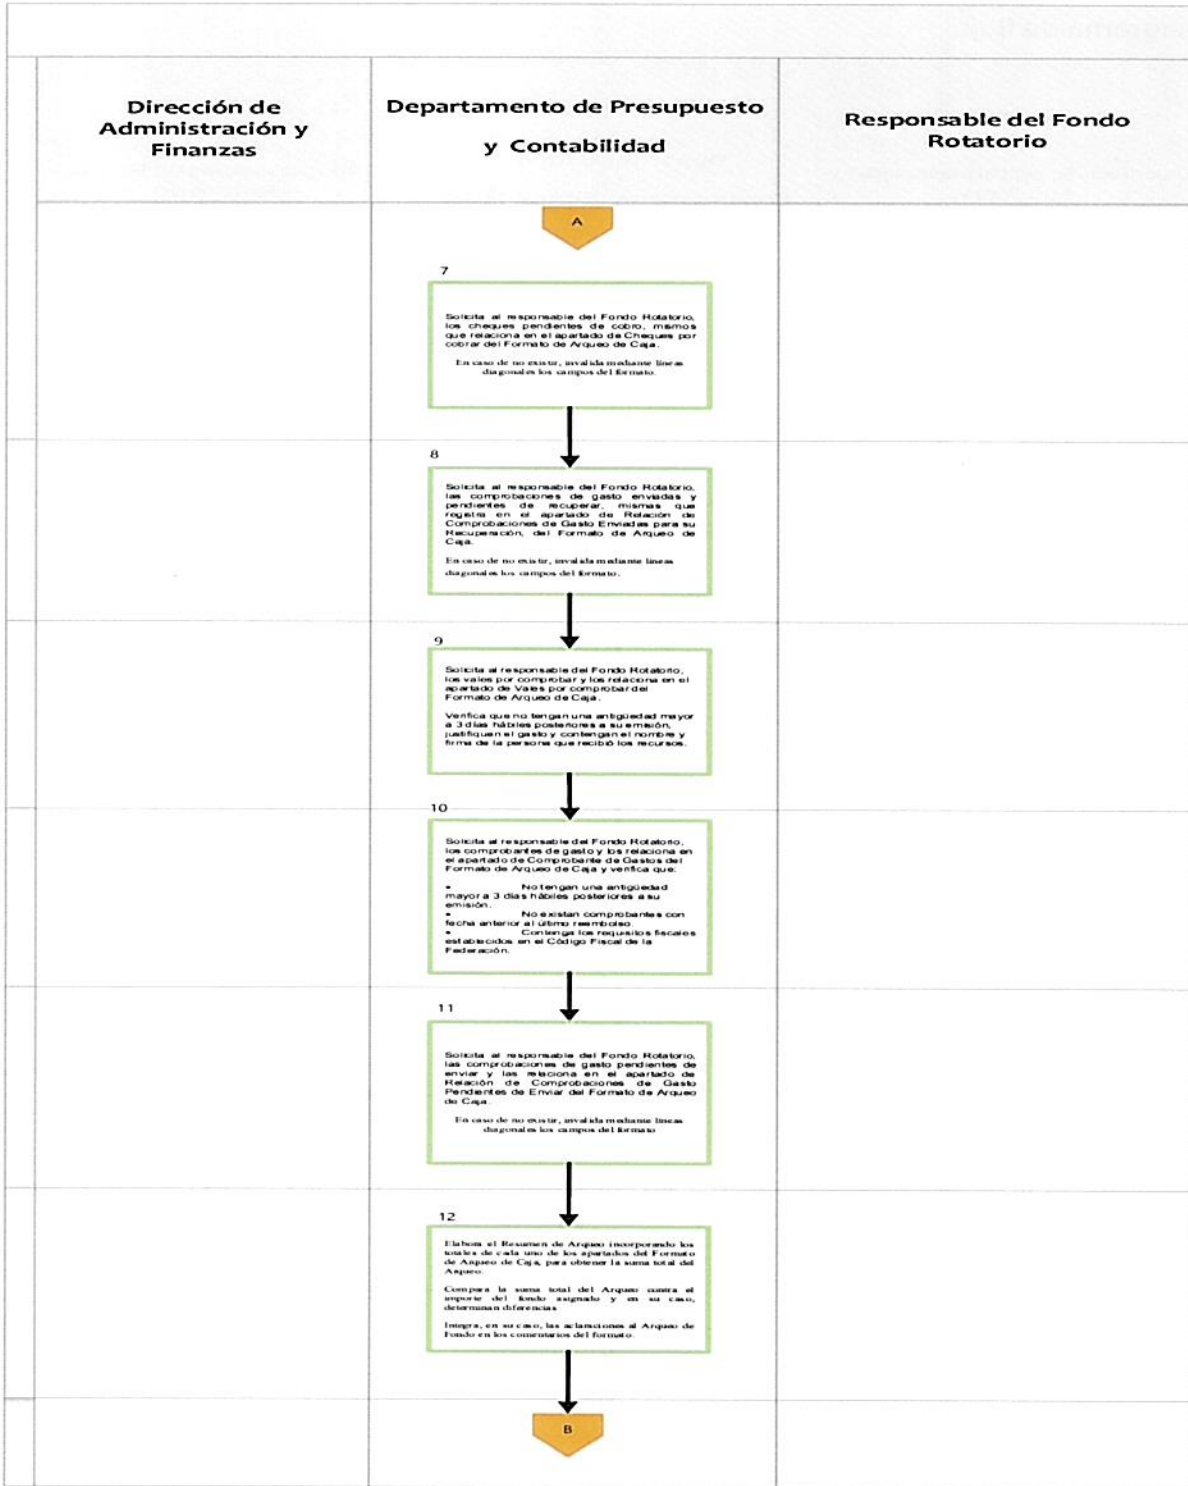 Dirección de
Administración y
Finanzas
Departamento de Presupuesto
y Contabilidad
Responsable del Fondo
Rotatorio
A
7
Solicita al responsable del Fondo Rotatorio,
los cheques pendientes de cobro, mismos
que relaciona en el apartado de Cheques por
cobrar del Formato de Arqueo de Caja.
En caso de no existir, invalida mediante líneas
diagonales los campos del formato.
8
Solicita al responsable del Fondo Rotatorio,
las comprobaciones de gasto enviadas y
pendientes de recuperar, mismas que
registra en el apartado de Relación de
Comprobaciones de Gasto Enviadas para su
Recuperación, del Formato de Arqueo de
Caja.
En caso de no existir, invalida mediante líneas
diagonales los campos del formato.
9
Solicita al responsable del Fondo Rotatorio,
los vales por comprobar y los relaciona en el
apartado de Vales por comprobar del
Formato de Arqueo de Caja.
Verifica que no tengan una antigüedad mayor
a 3 días hábiles posteriores a su emisión,
justifiquen el gasto y contengan el nombre y
firma de la persona que recibió los recursos.
10
Solicita al responsable del Fondo Rotatorio,
los comprobantes de gasto y los relaciona en
el apartado de Comprobante de Gastos del
Formato de Arqueo de Caja y verifica que:
• No tengan una antigüedad
mayor a 3 días hábiles posteriores a su
emisión.
• No existan comprobantes con
fecha anterior al último reembolso.
• Contenga los requisitos fiscales
establecidos en el Código Fiscal de la
Federación.
11
Solicita al responsable del Fondo Rotatorio,
las comprobaciones de gasto pendientes de
enviar y las relaciona en el apartado de
Relación de Comprobaciones de Gasto
Pendientes de Enviar del Formato de Arqueo
de Caja.
En caso de no existir, invalida mediante líneas
diagonales los campos del formato
12
Elabora el Resumen de Arqueo incorporando los
totales de cada uno de los apartados del Formato
de Arqueo de Caja, para obtener la suma total del
Arqueo.
Compara la suma total del Arqueo contra el
importe del fondo asignado y en su caso,
determinan diferencias
Integra, en su caso, las aclaraciones al Arqueo de
Fondo en los comentarios del formato.
B